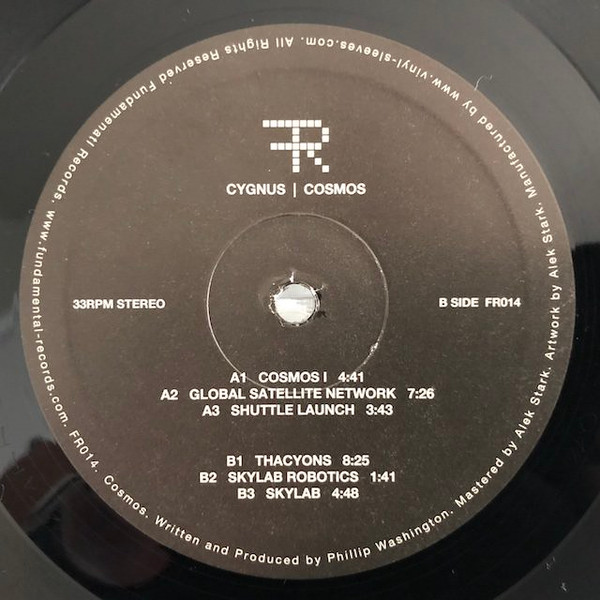 FR
CYGNUS | COSMOS
33RPM STEREO
B SIDE FR014
A1 COSMOS I 4:41
A2 GLOBAL SATELLITE NETWORK 7:26
A3 SHUTTLE LAUNCH 3:43
B1 THACYONS 8:25
B2 SKYLAB ROBOTICS 1:41
B3 SKYLAB 4:48
FR014. Cosmos. Written and Produced by Phillip Washington. Mastered by Alek Stark. Artwork by Alek Stark. Manufactured by www.vinyl-sleeves.com. All Rights Reserved Fundamenatl Records. www.fundamental-records.com.